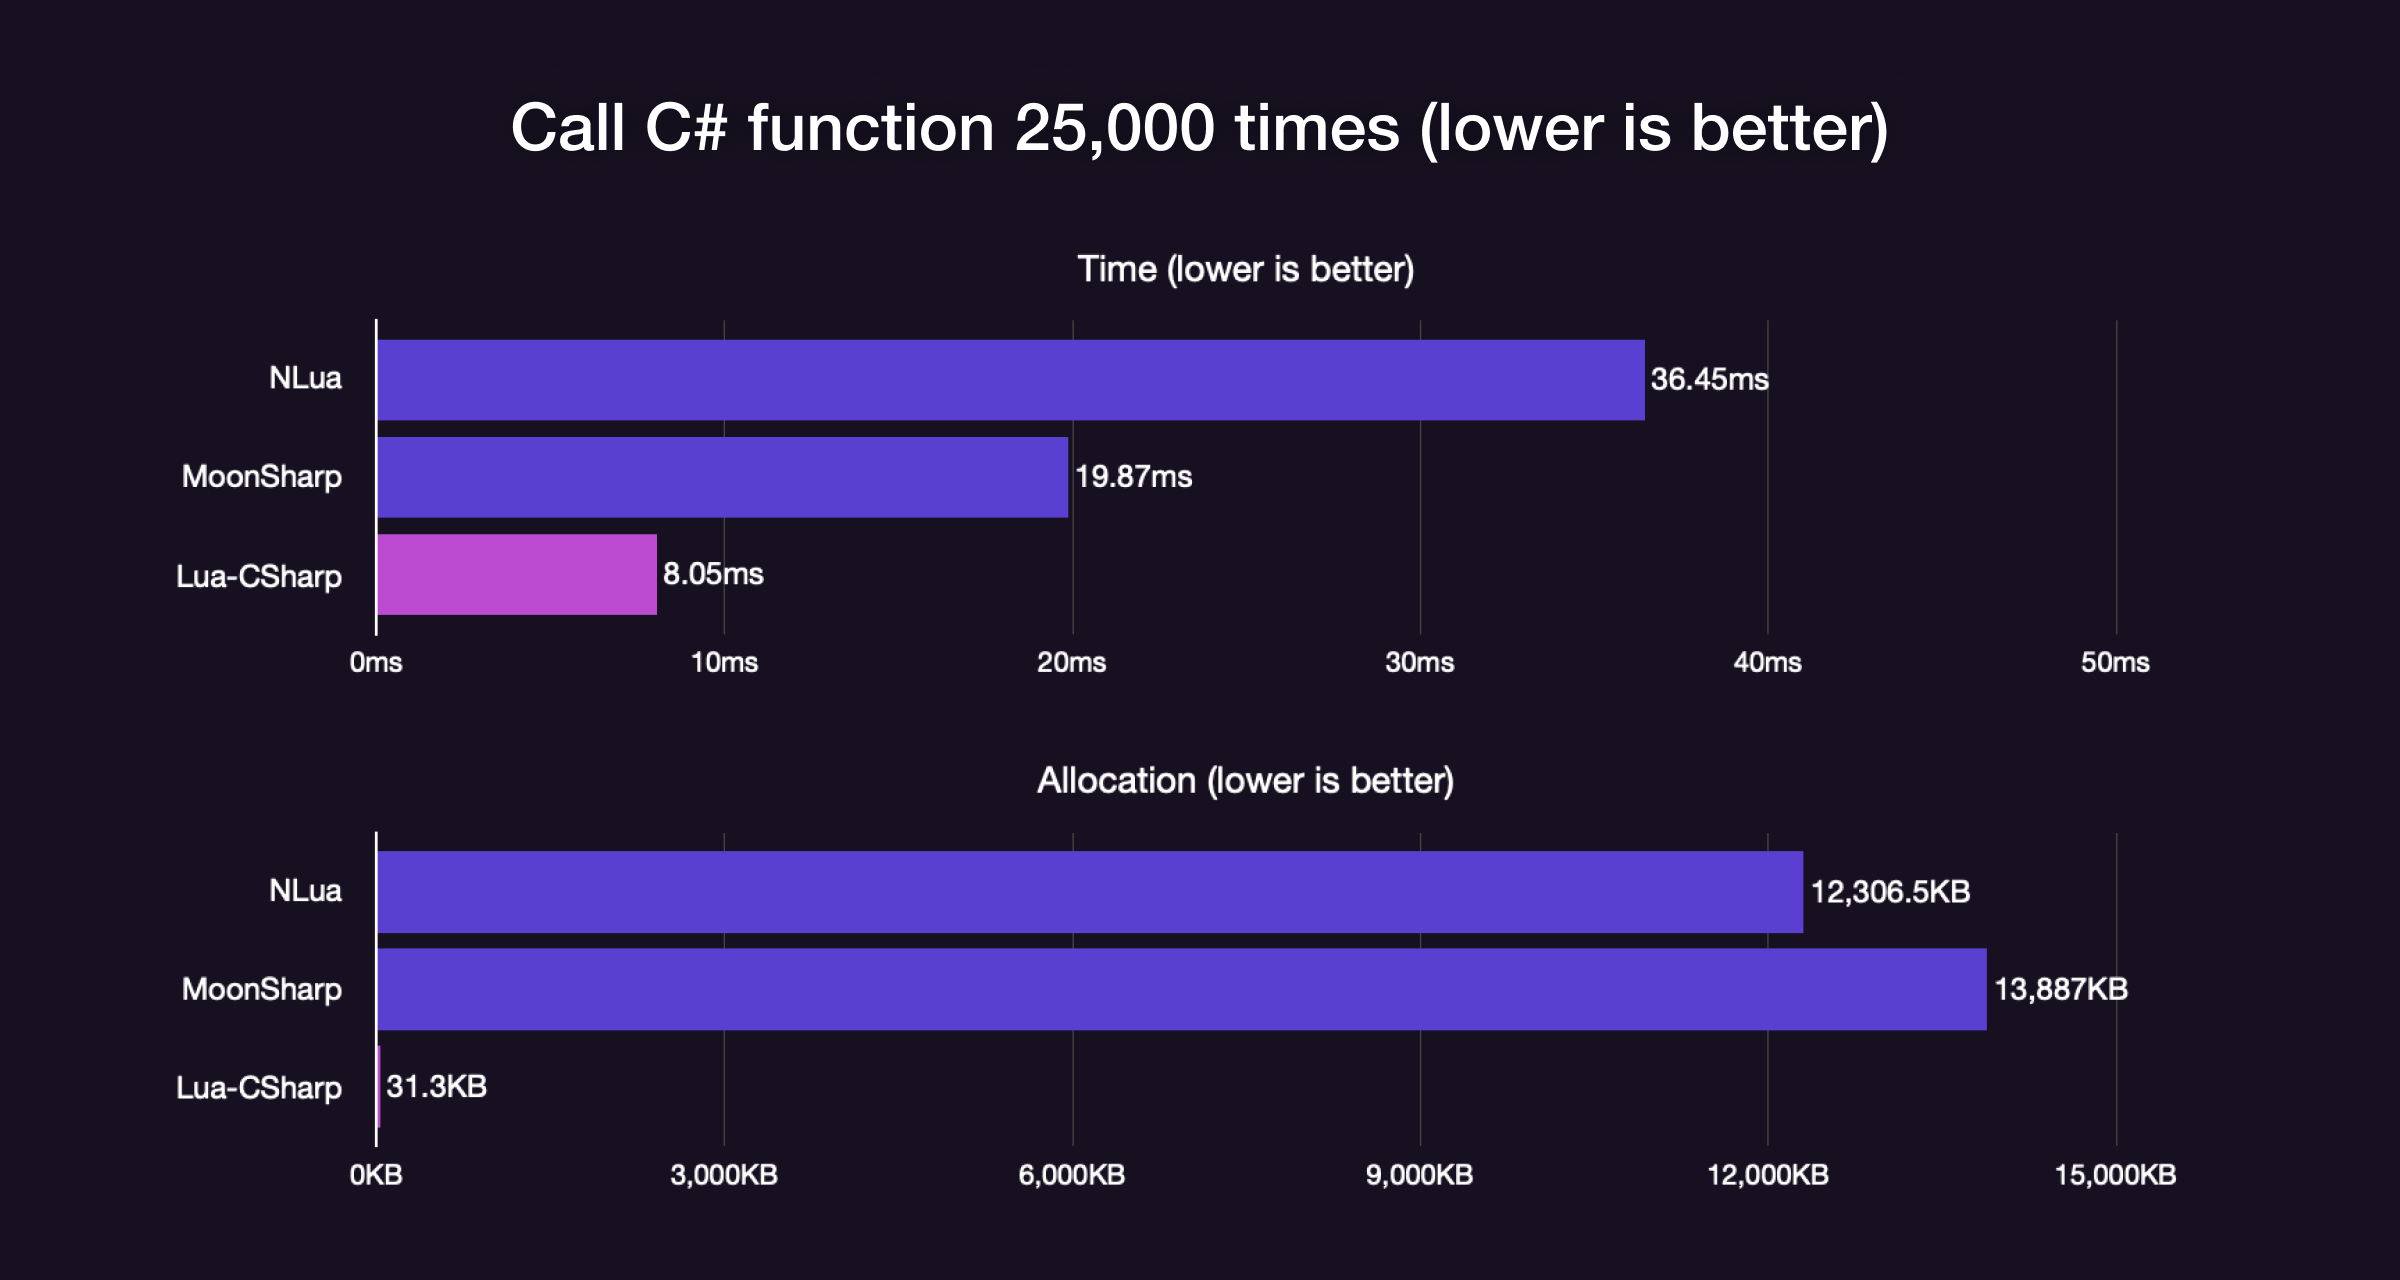 Call C# function 25,000 times (lower is better)
Time (lower is better)
NLua
36.45ms
MoonSharp
19.87ms
Lua-CSharp
8.05ms
0ms 10ms 20ms 30ms 40ms 50ms
Allocation (lower is better)
NLua
12,306.5KB
MoonSharp
13,887KB
Lua-CSharp
31.3KB
0KB 3,000KB 6,000KB 9,000KB 12,000KB 15,000KB